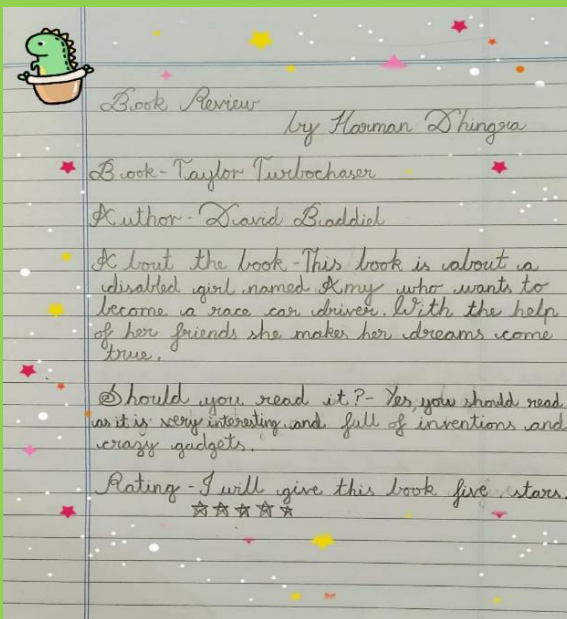 Book Review
by Harman Dhingra
Book - Taylor Turbochaser
Author - David Baddiel
About the book - This book is about a
disabled girl named Amy who wants to
become a race car driver. With the help
of her friends she makes her dreams come
true.
Should you read it? - Yes, you should read
as it is very interesting and full of inventions and
crazy gadgets.
Rating - I will give this book five stars.
☆☆☆☆☆